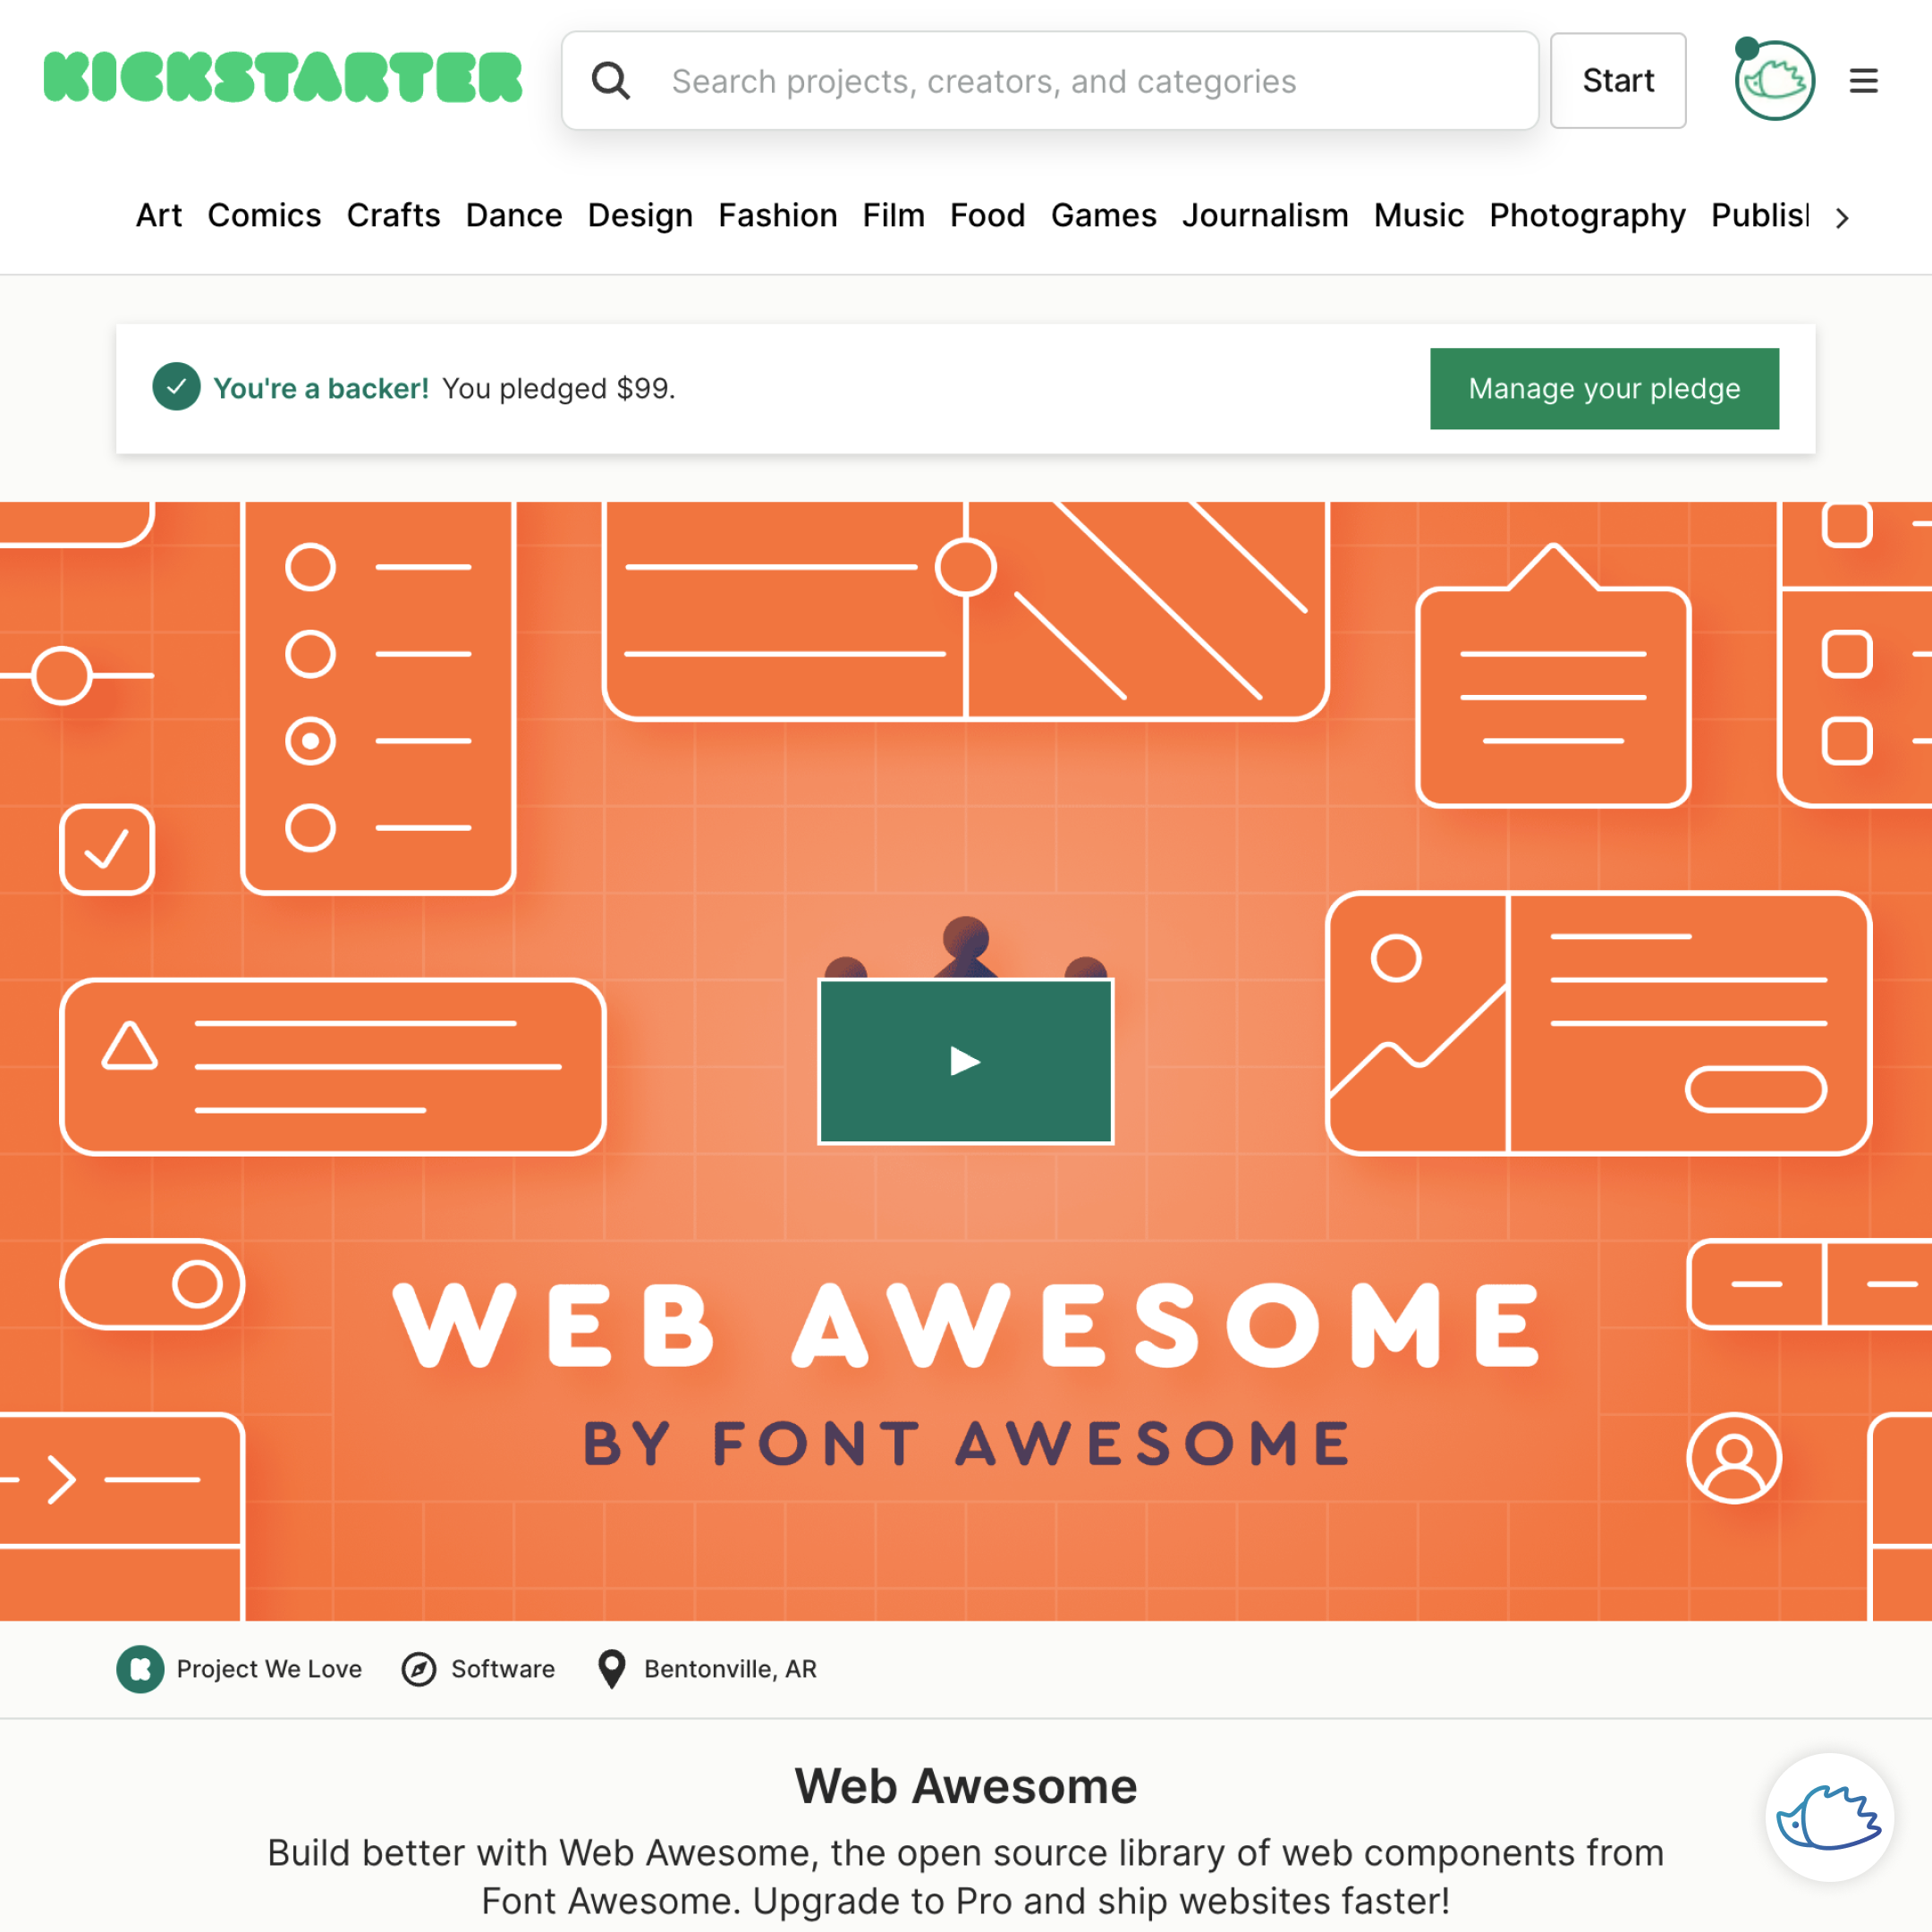 KICKSTARTER
Search projects, creators, and categories
Start
Art Comics Crafts Dance Design Fashion Film Food Games Journalism Music Photography Publis
You're a backer! You pledged $99.
Manage your pledge
WEB AWESOME
BY FONT AWESOME
Project We Love
Software
Bentonville, AR
Web Awesome
Build better with Web Awesome, the open source library of web components from
Font Awesome. Upgrade to Pro and ship websites faster!